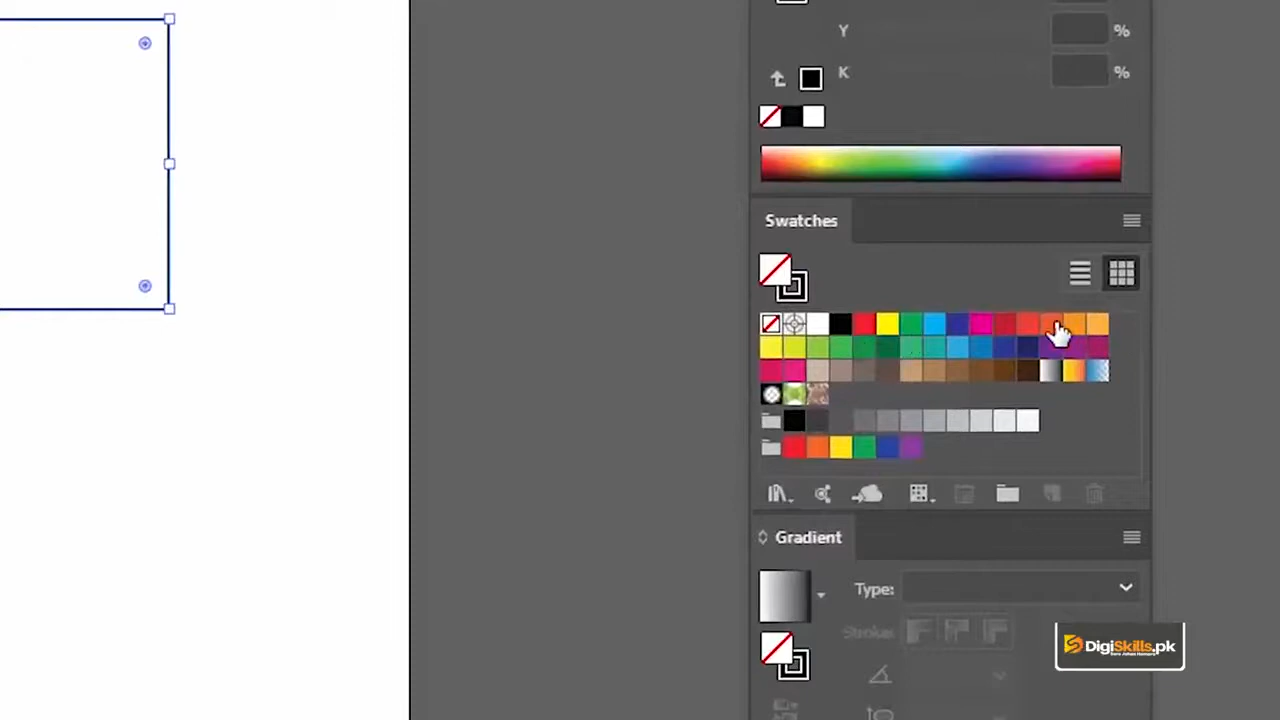 Y
%
K
%
Swatches
Gradient
Type:
Stroke:
DigiSkills.pk